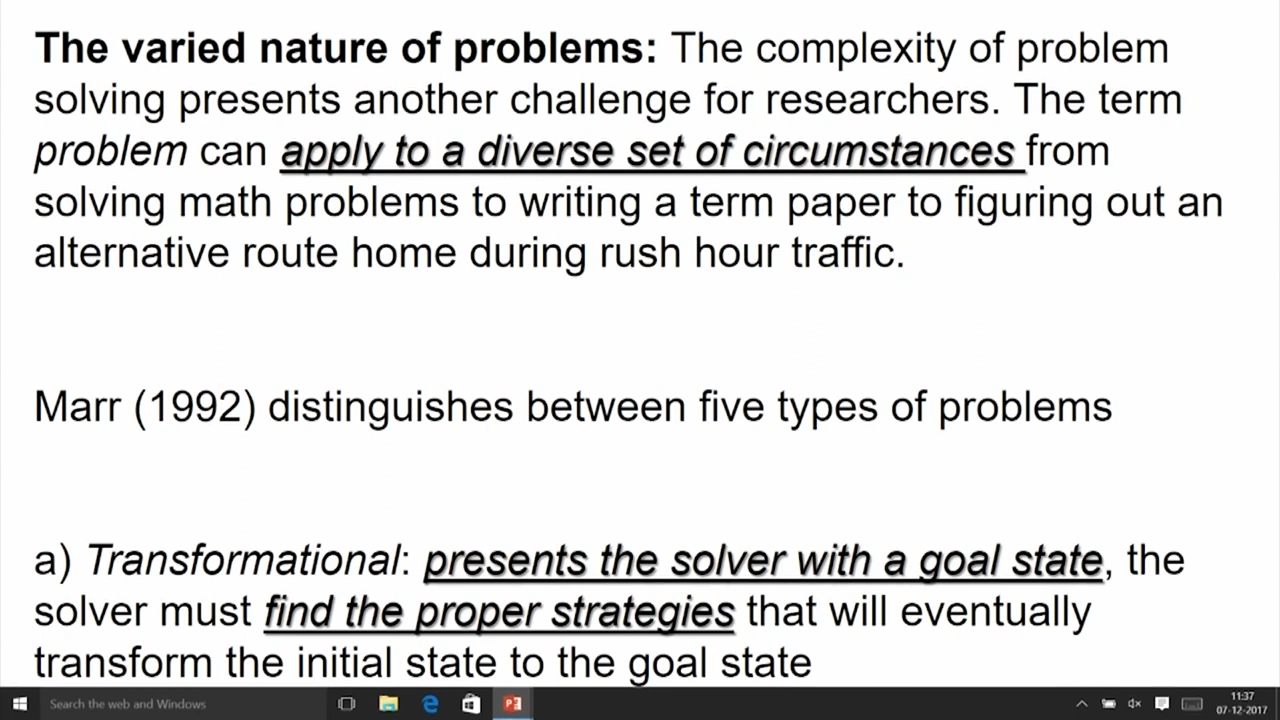 The varied nature of problems: The complexity of problem
solving presents another challenge for researchers. The term
problem can apply to a diverse set of circumstances from
solving math problems to writing a term paper to figuring out an
alternative route home during rush hour traffic.
Marr (1992) distinguishes between five types of problems
a) Transformational: presents the solver with a goal state, the
solver must find the proper strategies that will eventually
transform the initial state to the goal state
Search the web and Windows
11:37
07-12-2017